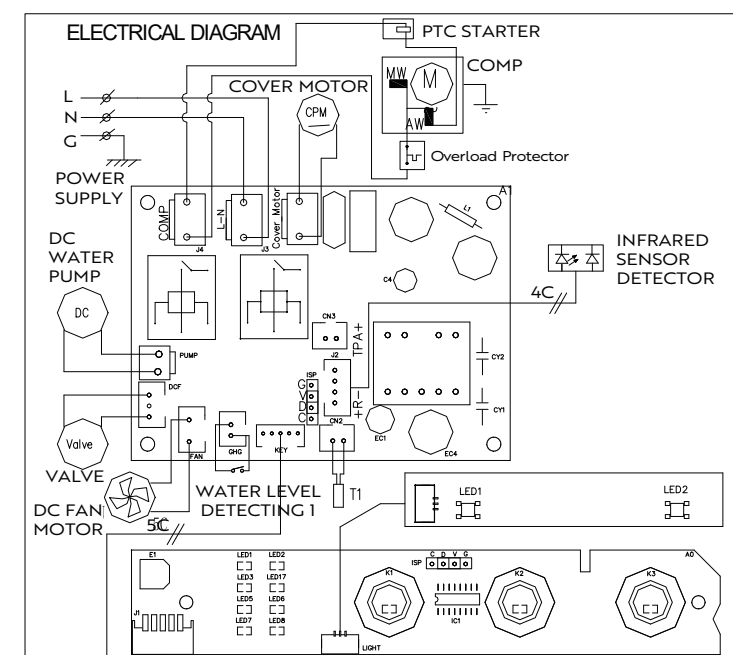 ELECTRICAL DIAGRAM
PTC STARTER
COMP
MW
M
AW
COVER MOTOR
CPM
L
N
G
Overload Protector
POWER
SUPPLY
A1
COMP
L-N
Cover Motor
J4
J3
L1
C4
DC
WATER
PUMP
DC
INFRARED
SENSOR
DETECTOR
4C
CN3
TPA+
J2
+R-
PUMP
DCF
ISP
G
V
D
C
CN2
CY2
CY1
EC1
EC4
Valve
VALVE
FAN
GHG
KEY
T1
DC FAN
MOTOR
WATER LEVEL
DETECTING 1
5C
LED1
LED2
E1
J1
LED1 LED2
LED3 LED17
LED5 LED6
LED7 LED8
ISP
C D V G
A0
K1
IC1
K2
K3
LIGHT